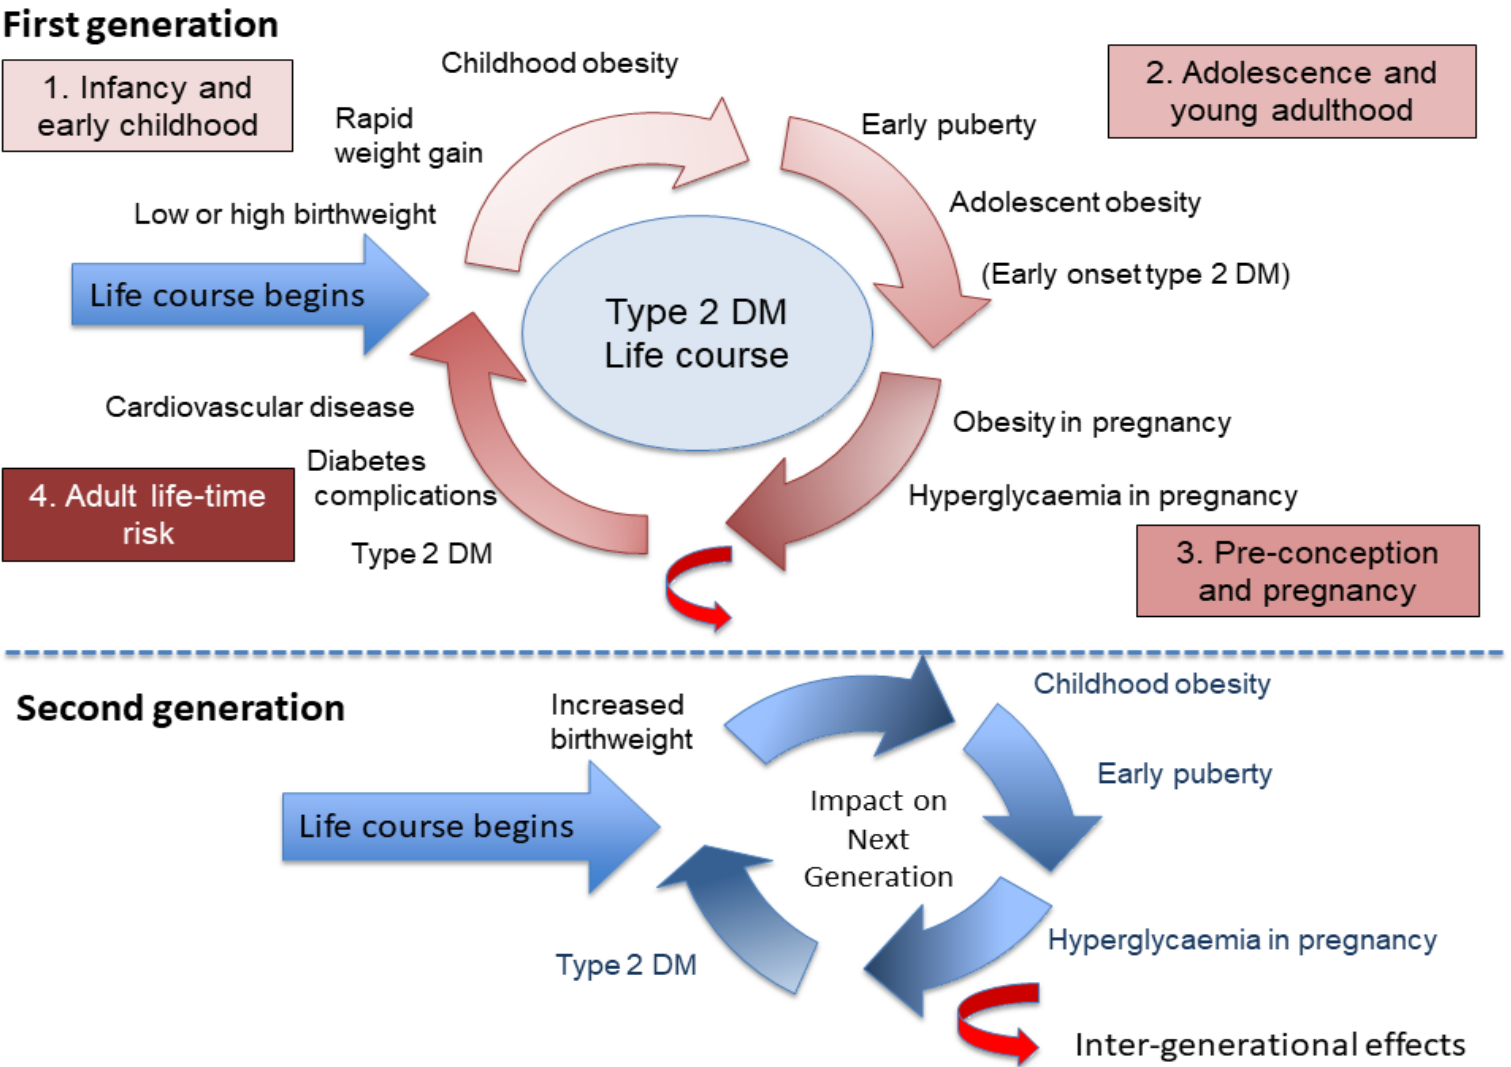 First generation
1. Infancy and
early childhood
Childhood obesity
2. Adolescence and
young adulthood
Rapid
weight gain
Early puberty
Low or high birthweight
Adolescent obesity
Life course begins
(Early onset type 2 DM)
Type 2 DM
Life course
Cardiovascular disease
Obesity in pregnancy
Diabetes
complications
4. Adult life-time
risk
Hyperglycaemia in pregnancy
Type 2 DM
3. Pre-conception
and pregnancy
Second generation
Increased
birthweight
Childhood obesity
Early puberty
Life course begins
Impact on
Next
Generation
Hyperglycaemia in pregnancy
Type 2 DM
Inter-generational effects